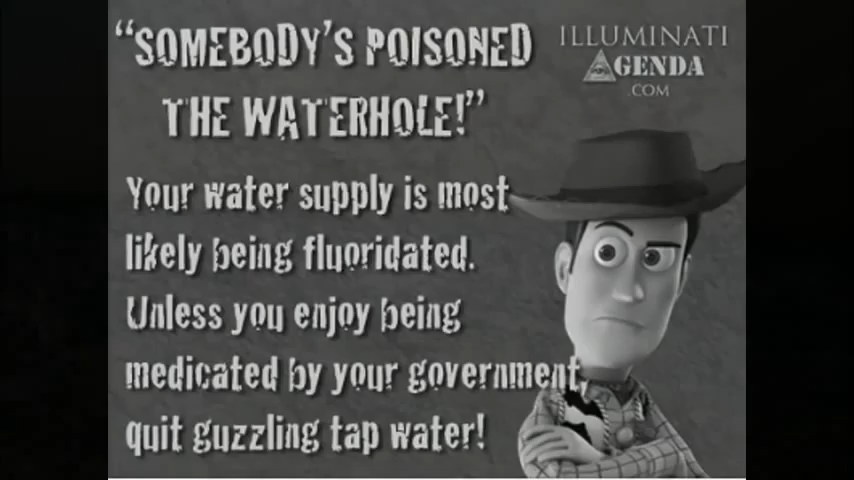 “SOMEBODY’S POISONED
THE WATERHOLE!”
ILLUMINATI
AGENDA
.COM
Your water supply is most
likely being fluoridated.
Unless you enjoy being
medicated by your government,
quit guzzling tap water!